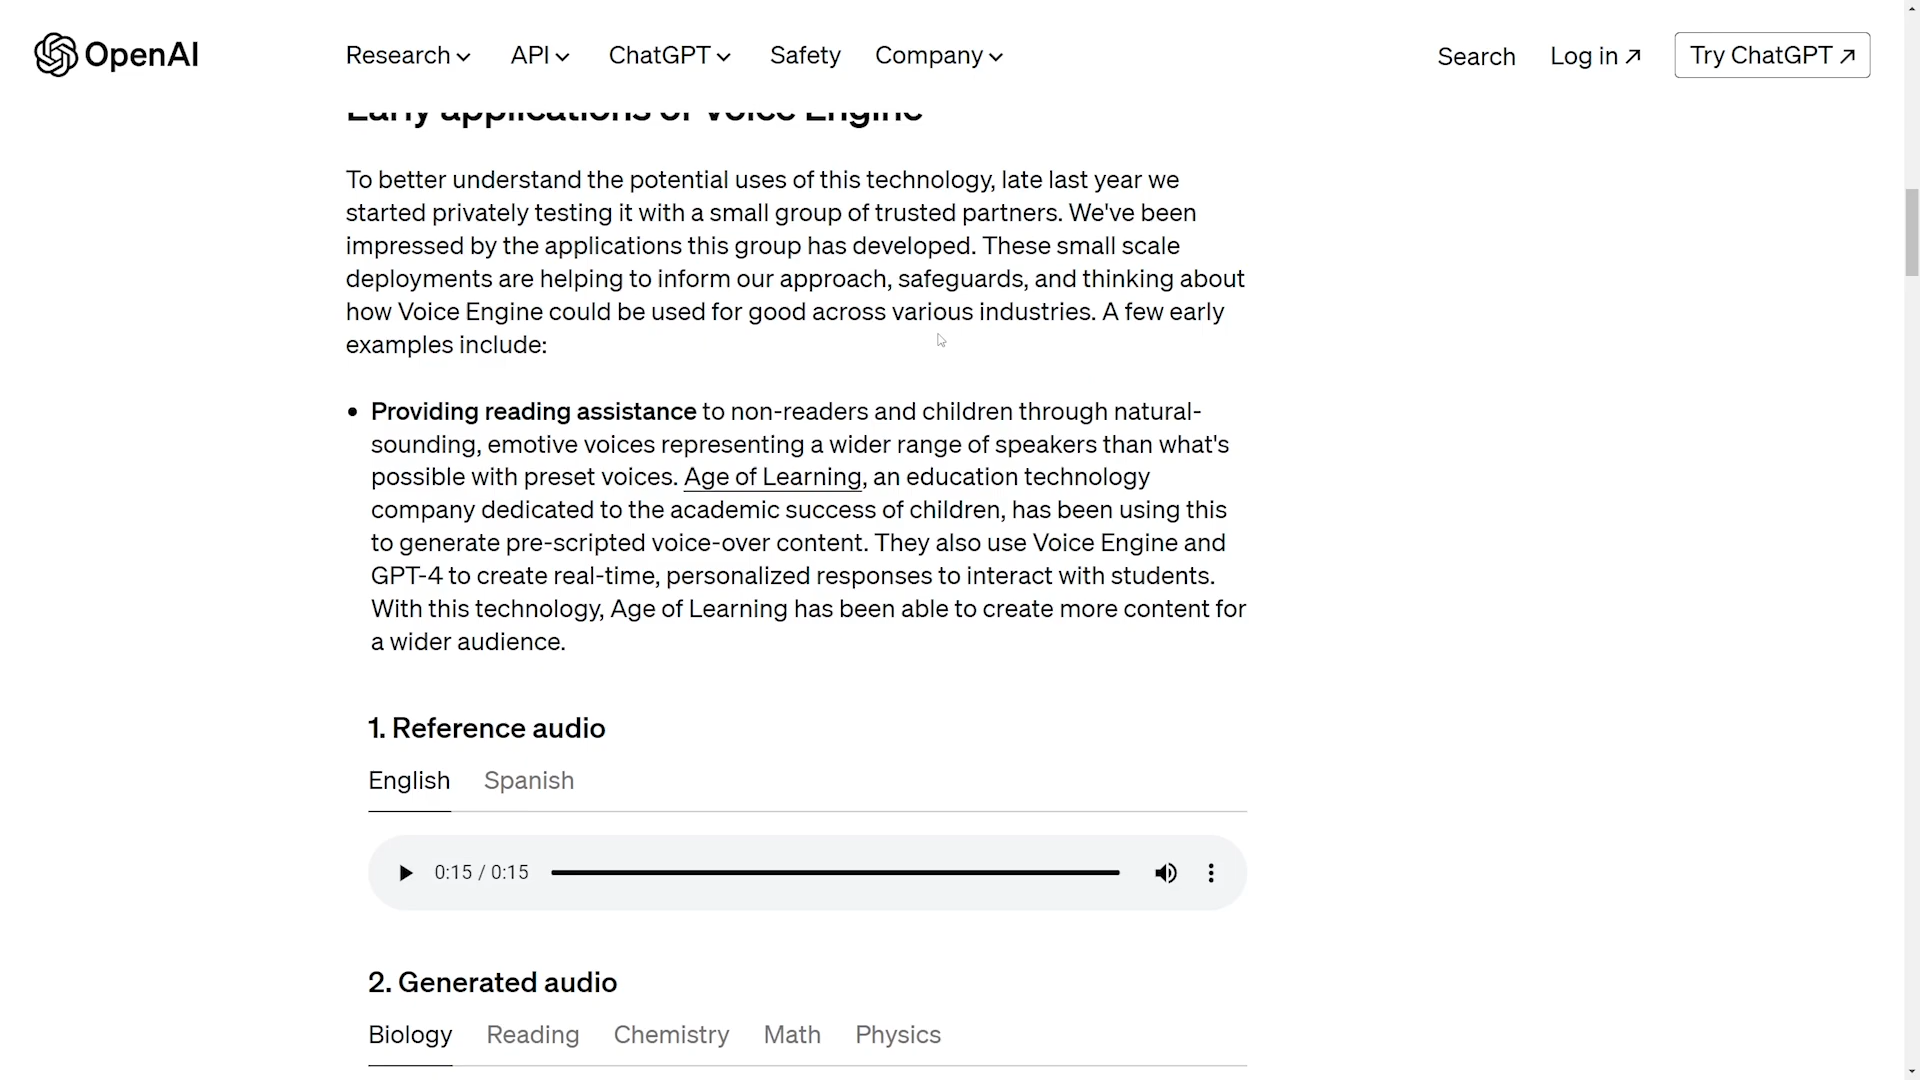 OpenAI
Research
API
ChatGPT
Safety
Company
Search
Log in ↗
Try ChatGPT ↗
Early applications of Voice Engine
To better understand the potential uses of this technology, late last year we
started privately testing it with a small group of trusted partners. We've been
impressed by the applications this group has developed. These small scale
deployments are helping to inform our approach, safeguards, and thinking about
how Voice Engine could be used for good across various industries. A few early
examples include:
• Providing reading assistance to non-readers and children through natural-
sounding, emotive voices representing a wider range of speakers than what's
possible with preset voices. Age of Learning, an education technology
company dedicated to the academic success of children, has been using this
to generate pre-scripted voice-over content. They also use Voice Engine and
GPT-4 to create real-time, personalized responses to interact with students.
With this technology, Age of Learning has been able to create more content for
a wider audience.
1. Reference audio
English
Spanish
0:15 / 0:15
2. Generated audio
Biology
Reading
Chemistry
Math
Physics